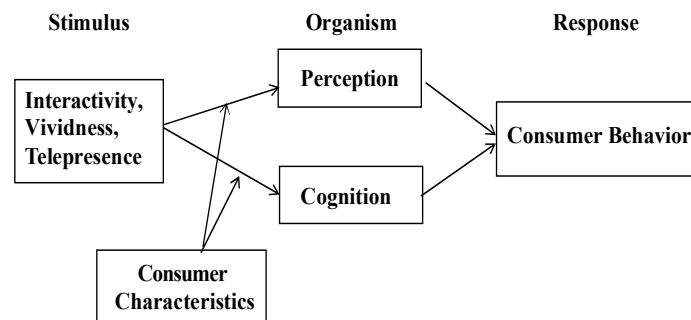 Stimulus
Organism
Response
Interactivity,
Vividness,
Telepresence
Perception
Cognition
Consumer Behavior
Consumer
Characteristics